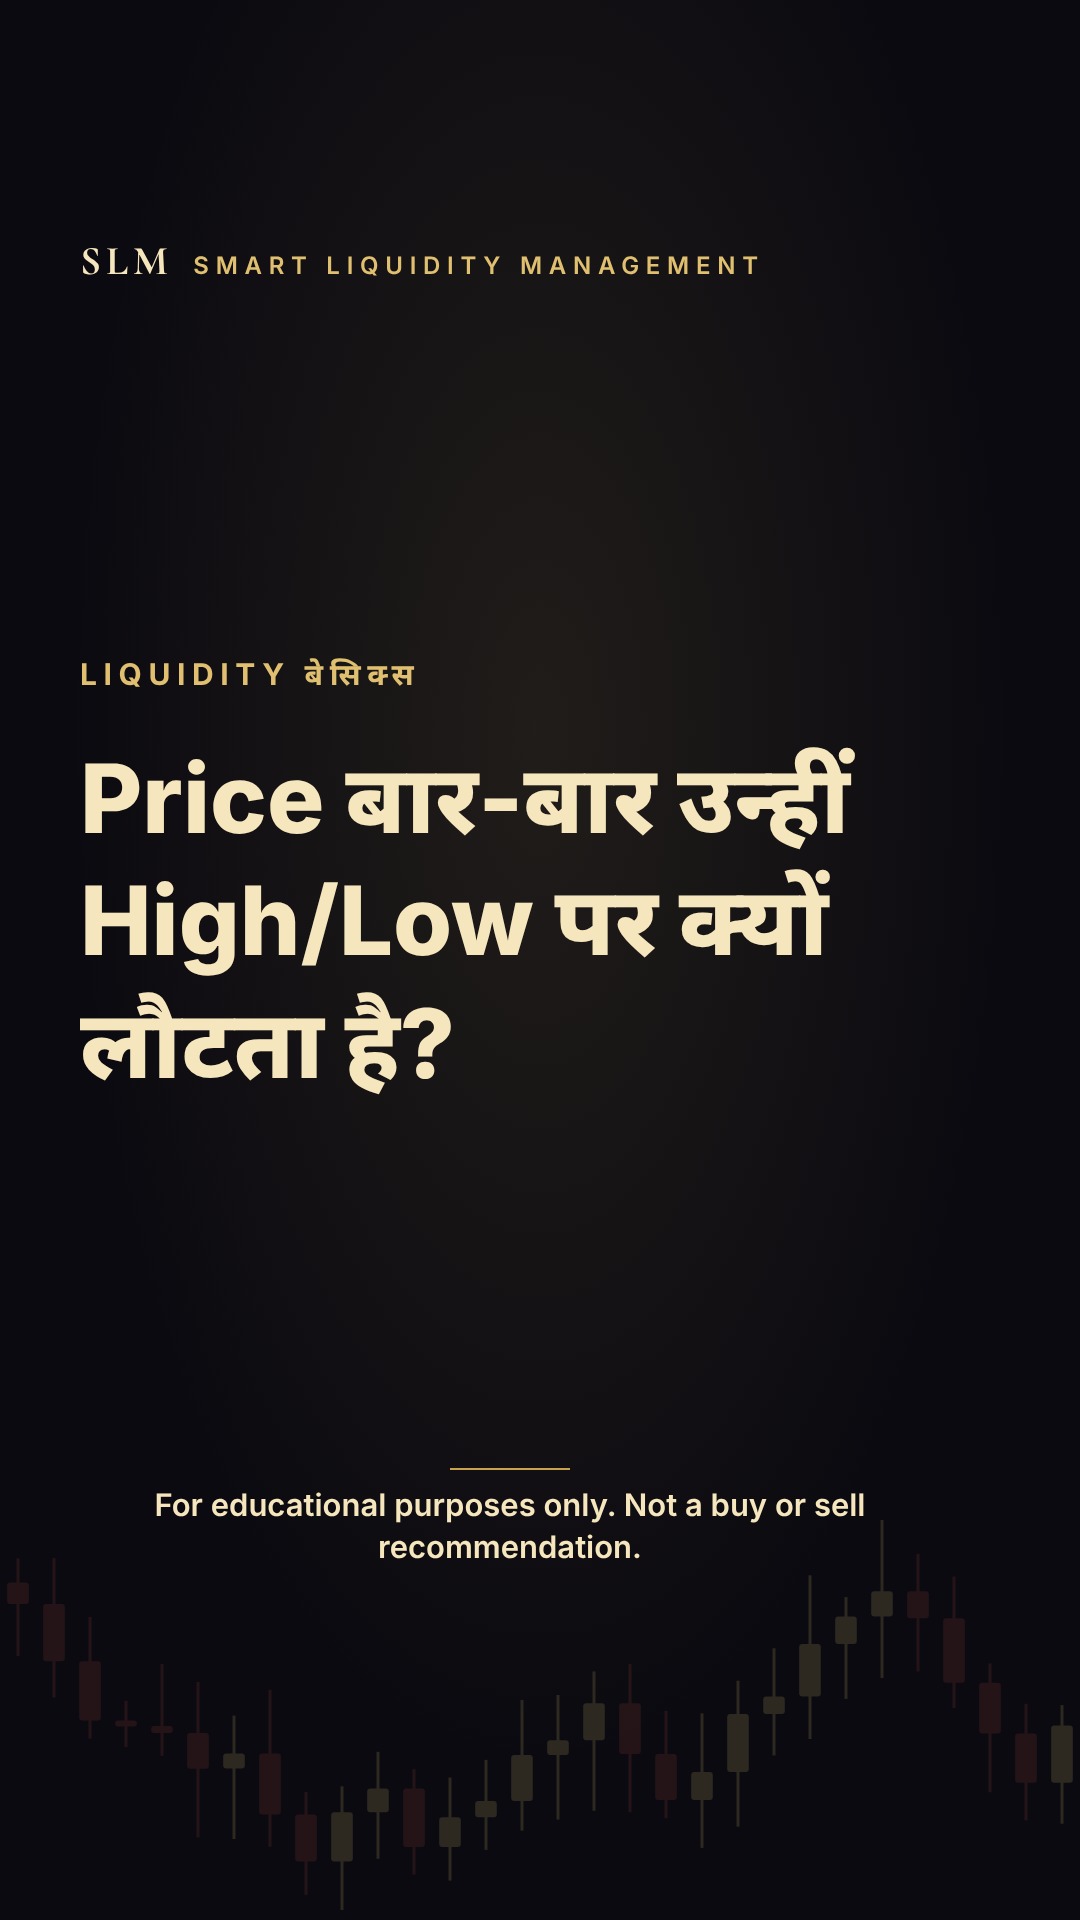 SLM SMART LIQUIDITY MANAGEMENT
LIQUIDITY बेसिक्स
Price बार-बार उन्हीं
High/Low पर क्यों
लौटता है?
For educational purposes only. Not a buy or sell
recommendation.